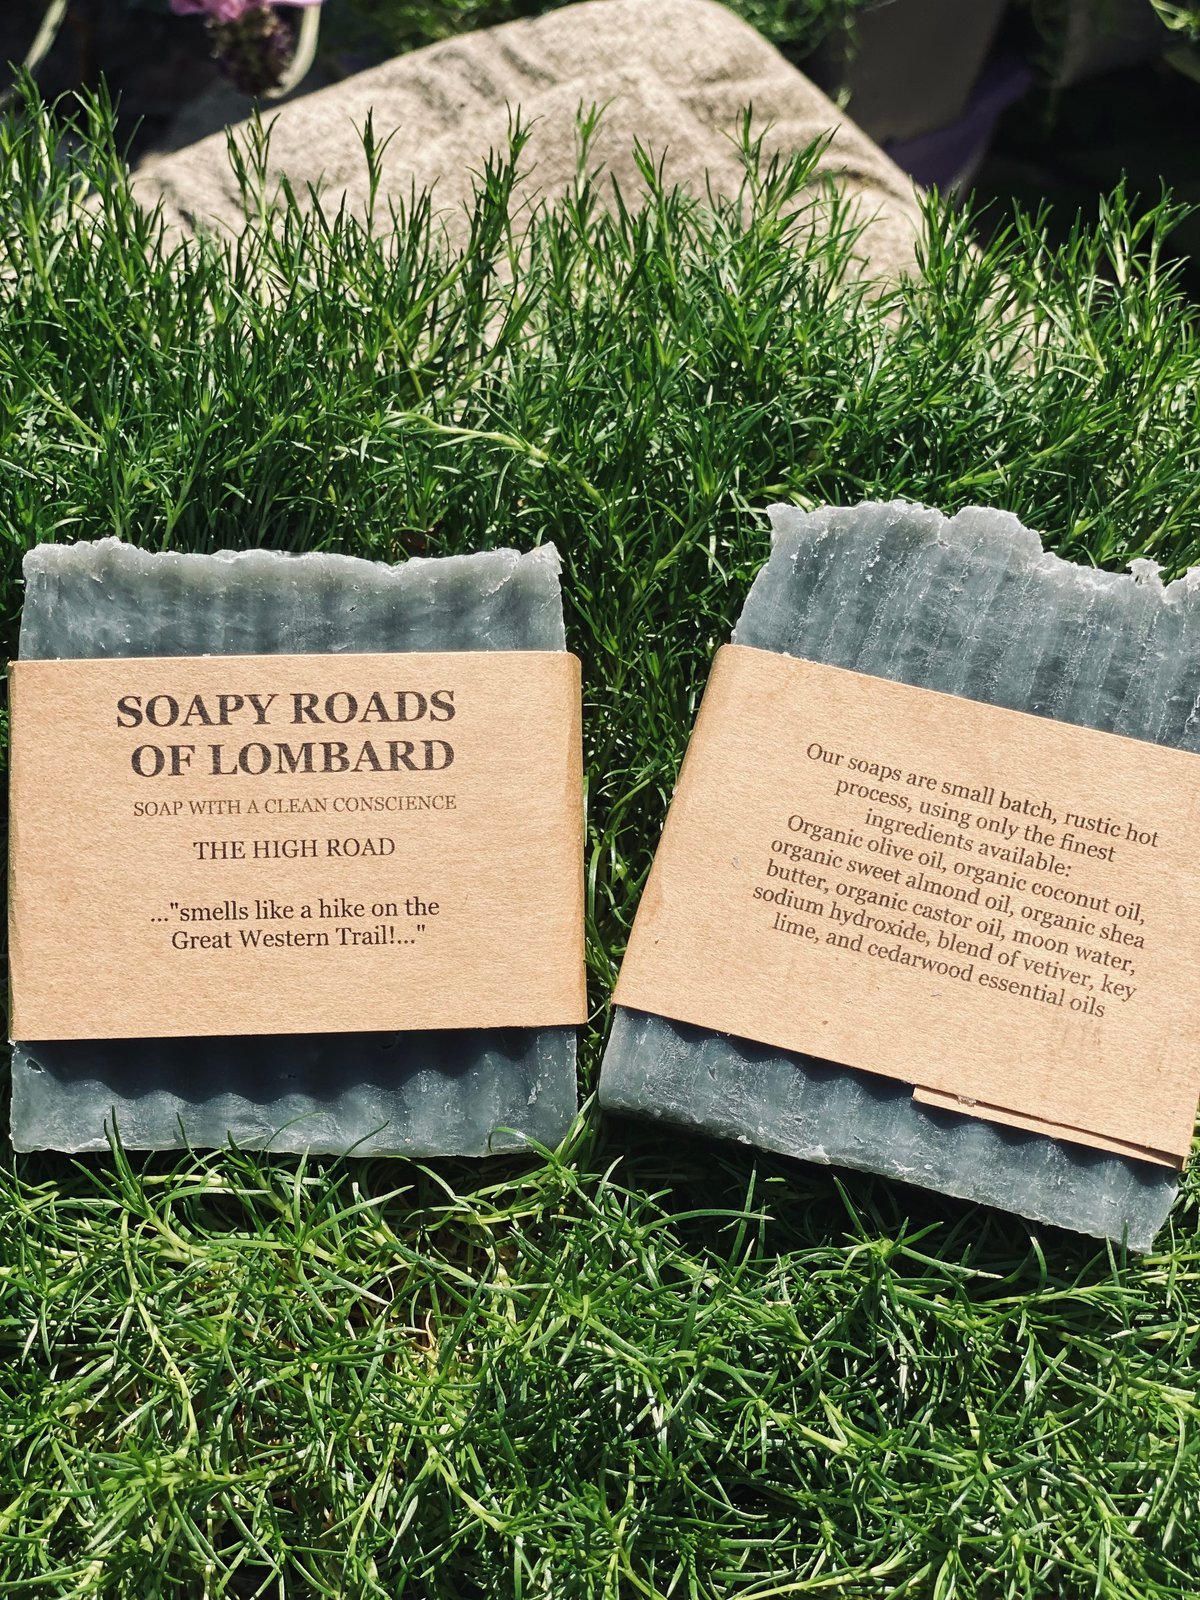 SOAPY ROADS
OF LOMBARD
SOAP WITH A CLEAN CONSCIENCE
THE HIGH ROAD
..."smells like a hike on the
Great Western Trail!..."
Our soaps are small batch, rustic hot
process, using only the finest
ingredients available:
Organic olive oil, organic coconut oil,
organic sweet almond oil, organic shea
butter, organic castor oil, moon water,
sodium hydroxide, blend of vetiver, key
lime, and cedarwood essential oils